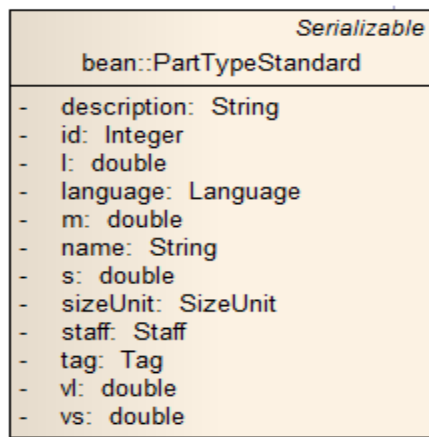 Serializable
bean::PartTypeStandard
- description: String
- id: Integer
- l: double
- language: Language
- m: double
- name: String
- s: double
- sizeUnit: SizeUnit
- staff: Staff
- tag: Tag
- vl: double
- vs: double